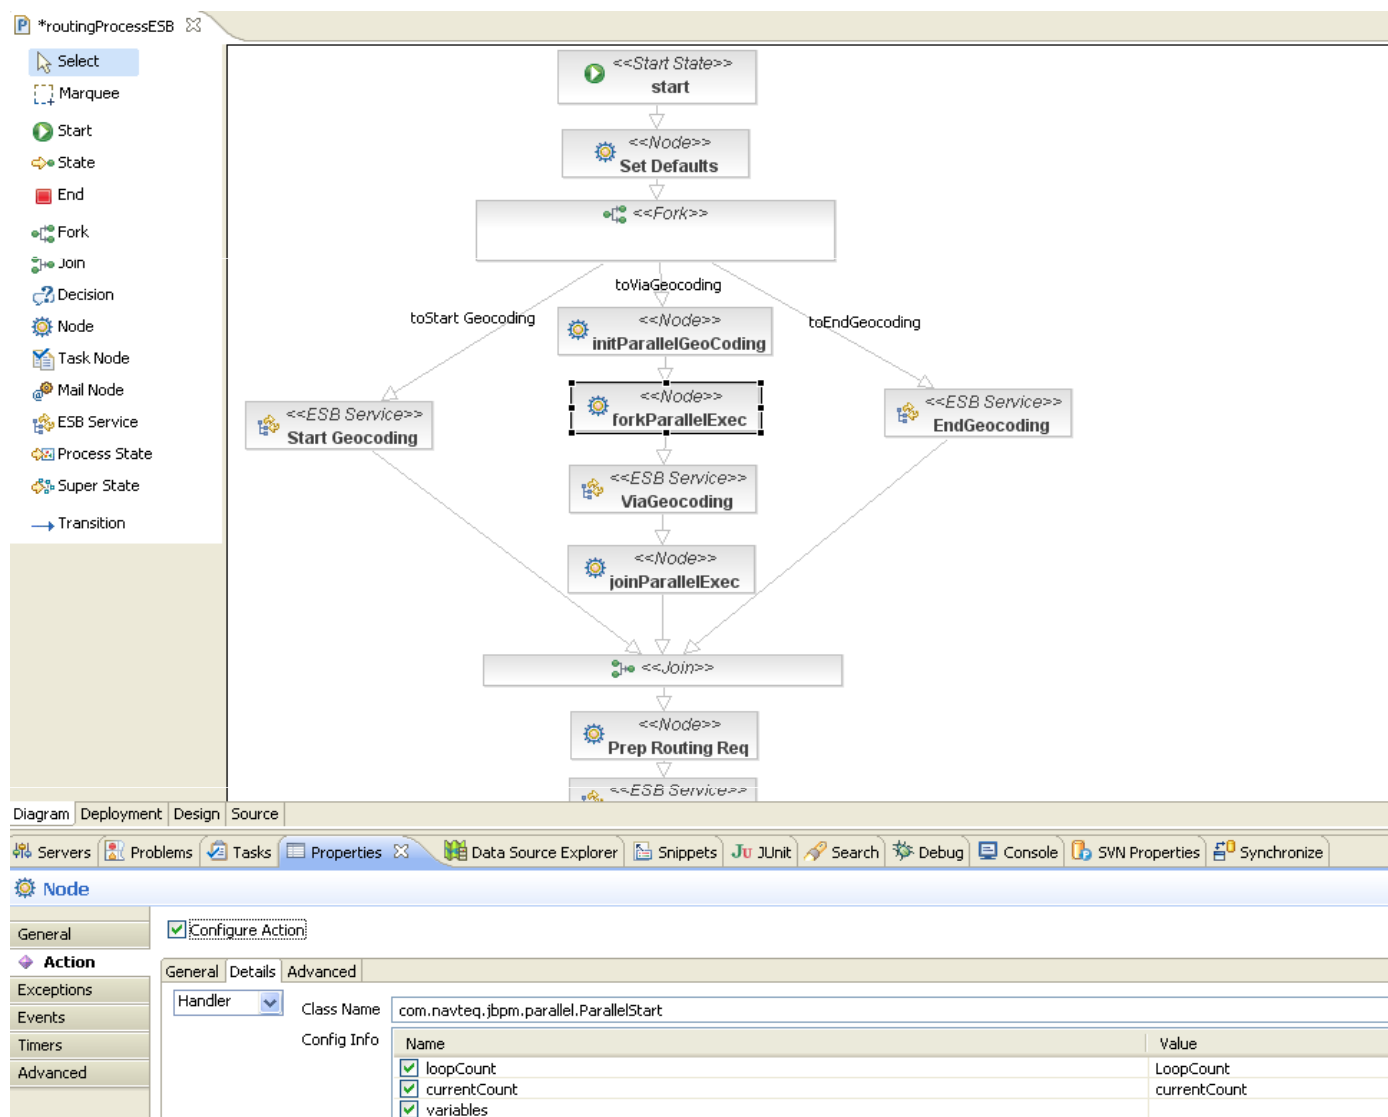 *routingProcessESB
Select
Marquee
Start
State
End
Fork
Join
Decision
Node
Task Node
Mail Node
ESB Service
Process State
Super State
Transition
<<Start State>>
start
<<Node>>
Set Defaults
<<Fork>>
toViaGeocoding
toStart Geocoding
toEndGeocoding
<<Node>>
initParallelGeoCoding
<<Node>>
forkParallelExec
<<ESB Service>>
Start Geocoding
<<ESB Service>>
EndGeocoding
<<ESB Service>>
ViaGeocoding
<<Node>>
joinParallelExec
<<Join>>
<<Node>>
Prep Routing Req
<<ESB Service>>
Diagram Deployment Design Source
Servers Problems Tasks Properties Data Source Explorer Snippets JU JUnit Search Debug Console SVN Properties Synchronize
Node
General
Action
Exceptions
Events
Timers
Advanced
Configure Action
General Details Advanced
Handler
Class Name com.navteq.jbpm.parallel.ParallelStart
Config Info
Name Value
loopCount LoopCount
currentCount currentCount
variables